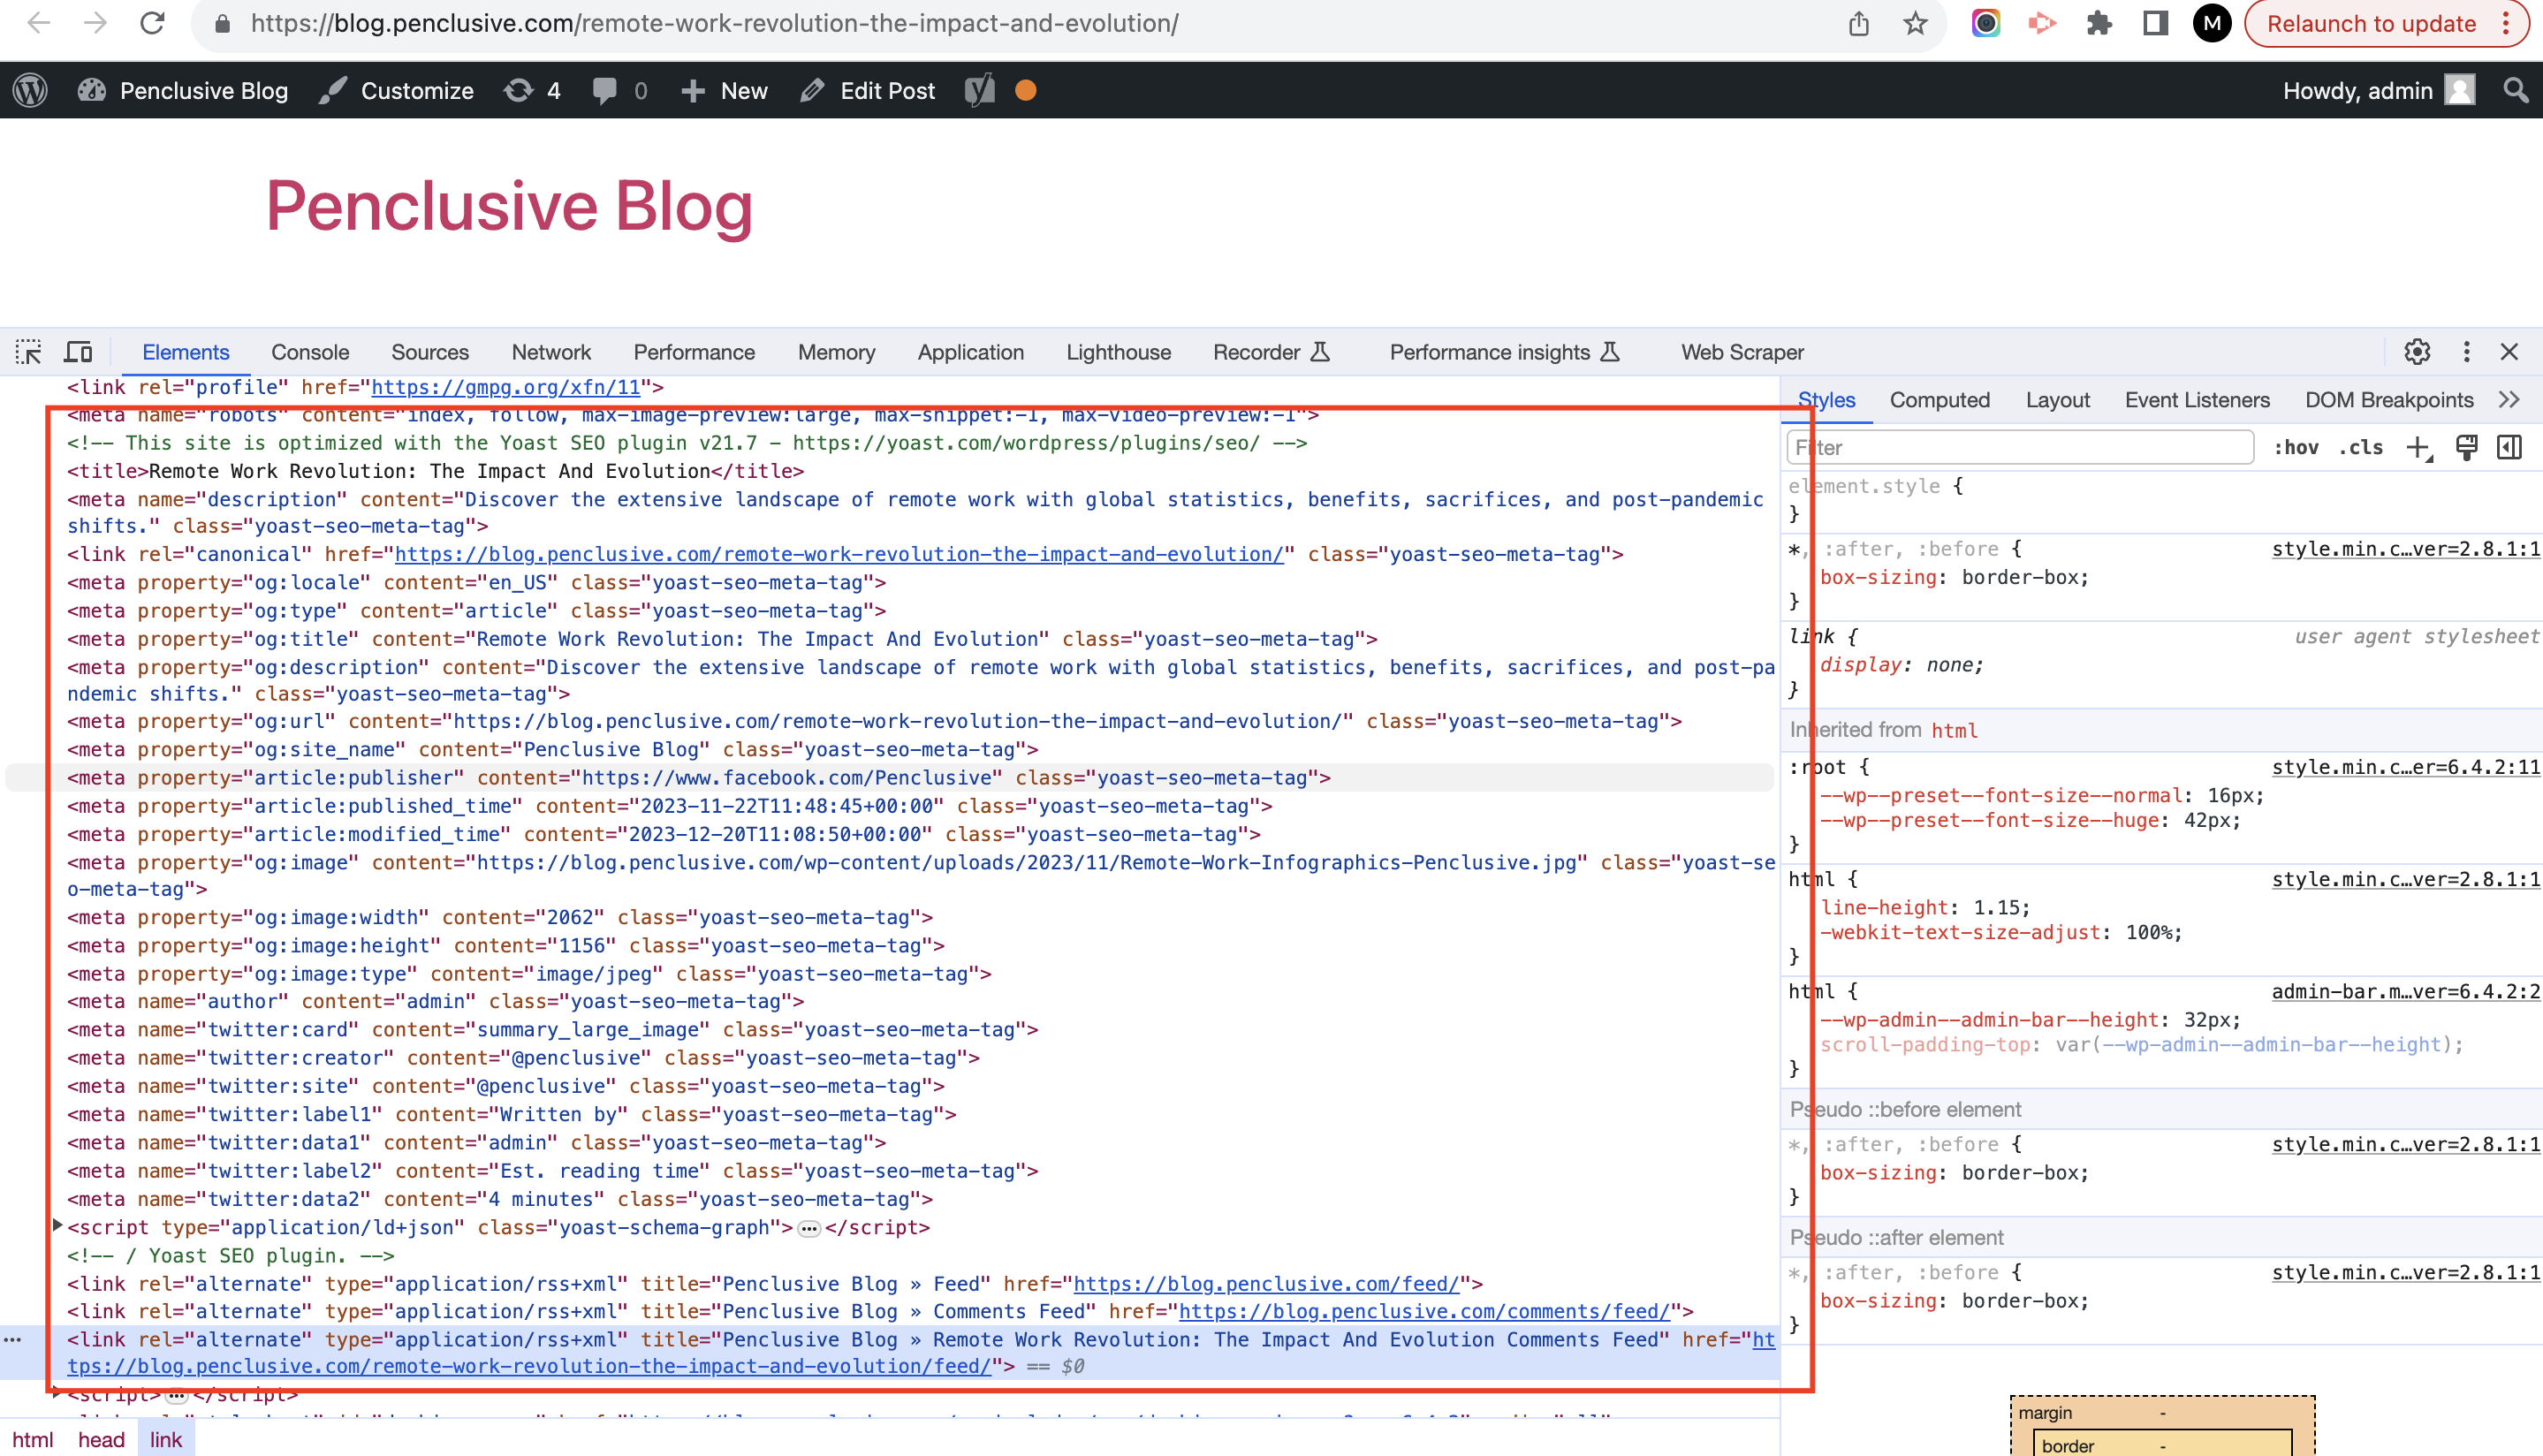 https://blog.penclusive.com/remote-work-revolution-the-impact-and-evolution/
M
Relaunch to update
Penclusive Blog
Customize
4
0
New
Edit Post
Howdy, admin
Penclusive Blog
Elements
Console
Sources
Network
Performance
Memory
Application
Lighthouse
Recorder
Performance insights
Web Scraper
<link rel="profile" href="https://gmpg.org/xfn/11">
<meta name="robots" content="index, follow, max-image-preview:large, max-snippet:-1, max-video-preview:-1">
<!-- This site is optimized with the Yoast SEO plugin v21.7 - https://yoast.com/wordpress/plugins/seo/ -->
<title>Remote Work Revolution: The Impact And Evolution</title>
<meta name="description" content="Discover the extensive landscape of remote work with global statistics, benefits, sacrifices, and post-pandemic
shifts." class="yoast-seo-meta-tag">
<link rel="canonical" href="https://blog.penclusive.com/remote-work-revolution-the-impact-and-evolution/" class="yoast-seo-meta-tag">
<meta property="og:locale" content="en_US" class="yoast-seo-meta-tag">
<meta property="og:type" content="article" class="yoast-seo-meta-tag">
<meta property="og:title" content="Remote Work Revolution: The Impact And Evolution" class="yoast-seo-meta-tag">
<meta property="og:description" content="Discover the extensive landscape of remote work with global statistics, benefits, sacrifices, and post-pa
ndemic shifts." class="yoast-seo-meta-tag">
<meta property="og:url" content="https://blog.penclusive.com/remote-work-revolution-the-impact-and-evolution/" class="yoast-seo-meta-tag">
<meta property="og:site_name" content="Penclusive Blog" class="yoast-seo-meta-tag">
<meta property="article:publisher" content="https://www.facebook.com/Penclusive" class="yoast-seo-meta-tag">
<meta property="article:published_time" content="2023-11-22T11:48:45+00:00" class="yoast-seo-meta-tag">
<meta property="article:modified_time" content="2023-12-20T11:08:50+00:00" class="yoast-seo-meta-tag">
<meta property="og:image" content="https://blog.penclusive.com/wp-content/uploads/2023/11/Remote-Work-Infographics-Penclusive.jpg" class="yoast-se
o-meta-tag">
<meta property="og:image:width" content="2062" class="yoast-seo-meta-tag">
<meta property="og:image:height" content="1156" class="yoast-seo-meta-tag">
<meta property="og:image:type" content="image/jpeg" class="yoast-seo-meta-tag">
<meta name="author" content="admin" class="yoast-seo-meta-tag">
<meta name="twitter:card" content="summary_large_image" class="yoast-seo-meta-tag">
<meta name="twitter:creator" content="@penclusive" class="yoast-seo-meta-tag">
<meta name="twitter:site" content="@penclusive" class="yoast-seo-meta-tag">
<meta name="twitter:label1" content="Written by" class="yoast-seo-meta-tag">
<meta name="twitter:data1" content="admin" class="yoast-seo-meta-tag">
<meta name="twitter:label2" content="Est. reading time" class="yoast-seo-meta-tag">
<meta name="twitter:data2" content="4 minutes" class="yoast-seo-meta-tag">
<script type="application/ld+json" class="yoast-schema-graph">…</script>
<!-- / Yoast SEO plugin. -->
<link rel="alternate" type="application/rss+xml" title="Penclusive Blog » Feed" href="https://blog.penclusive.com/feed/">
<link rel="alternate" type="application/rss+xml" title="Penclusive Blog » Comments Feed" href="https://blog.penclusive.com/comments/feed/">
<link rel="alternate" type="application/rss+xml" title="Penclusive Blog » Remote Work Revolution: The Impact And Evolution Comments Feed" href="ht
tps://blog.penclusive.com/remote-work-revolution-the-impact-and-evolution/feed/"> == $0
<script>…</script>
html head link
Styles
Computed
Layout
Event Listeners
DOM Breakpoints
Filter
:hov
.cls
element.style {
}
*, :after, :before { style.min.c…ver=2.8.1:1
box-sizing: border-box;
}
link { user agent stylesheet
display: none;
}
Inherited from html
:root { style.min.c…er=6.4.2:11
--wp--preset--font-size--normal: 16px;
--wp--preset--font-size--huge: 42px;
}
html { style.min.c…ver=2.8.1:1
line-height: 1.15;
-webkit-text-size-adjust: 100%;
}
html { admin-bar.m…ver=6.4.2:2
--wp-admin--admin-bar--height: 32px;
scroll-padding-top: var(--wp-admin--admin-bar--height);
}
Pseudo ::before element
*, :after, :before { style.min.c…ver=2.8.1:1
box-sizing: border-box;
}
Pseudo ::after element
*, :after, :before { style.min.c…ver=2.8.1:1
box-sizing: border-box;
}
margin -
border -